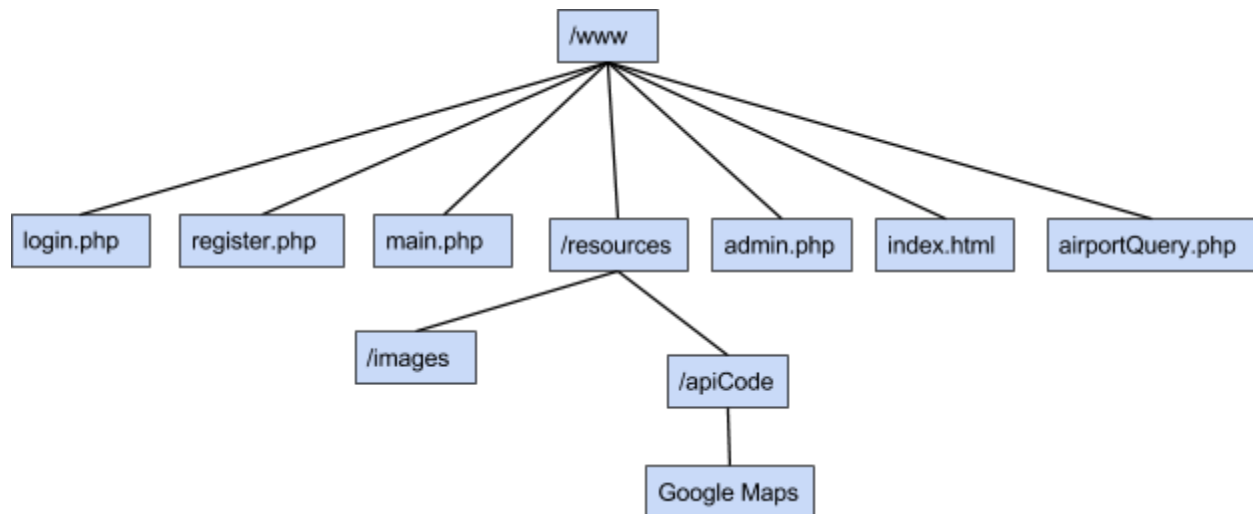 /www
login.php
register.php
main.php
/resources
admin.php
index.html
airportQuery.php
/images
/apiCode
Google Maps